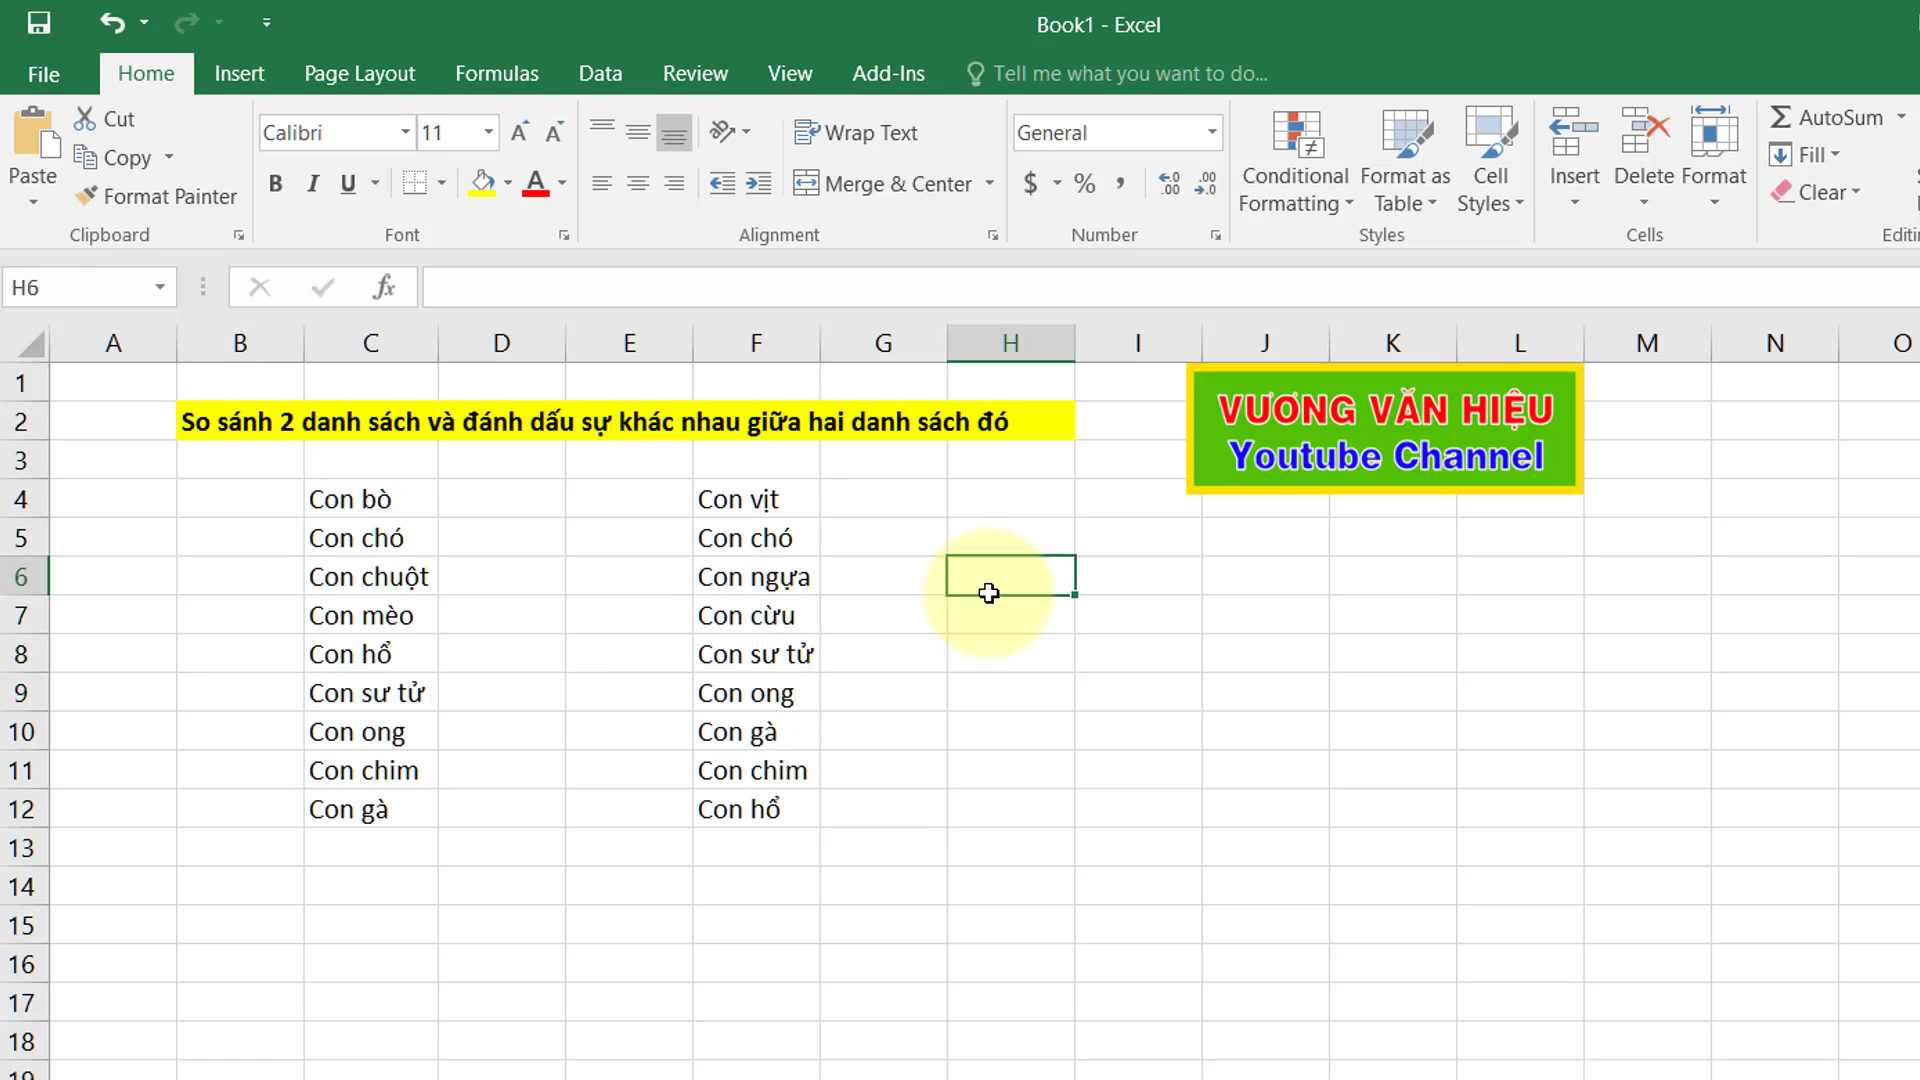 Book1 - Excel
File Home Insert Page Layout Formulas Data Review View Add-Ins Tell me what you want to do...
Paste
Cut
Copy
Format Painter
Clipboard
Calibri 11
B I U
Font
Wrap Text
Merge & Center
Alignment
General
$ % ,
Number
Conditional Formatting
Format as Table
Cell Styles
Styles
Insert Delete Format
Cells
AutoSum
Fill
Clear
H6
fx
A B C D E F G H I J K L M N O
1
2 So sánh 2 danh sách và đánh dấu sự khác nhau giữa hai danh sách đó
VƯƠNG VĂN HIỆU
Youtube Channel
3
4 Con bò Con vịt
5 Con chó Con chó
6 Con chuột Con ngựa
7 Con mèo Con cừu
8 Con hổ Con sư tử
9 Con sư tử Con ong
10 Con ong Con gà
11 Con chim Con chim
12 Con gà Con hổ
13
14
15
16
17
18